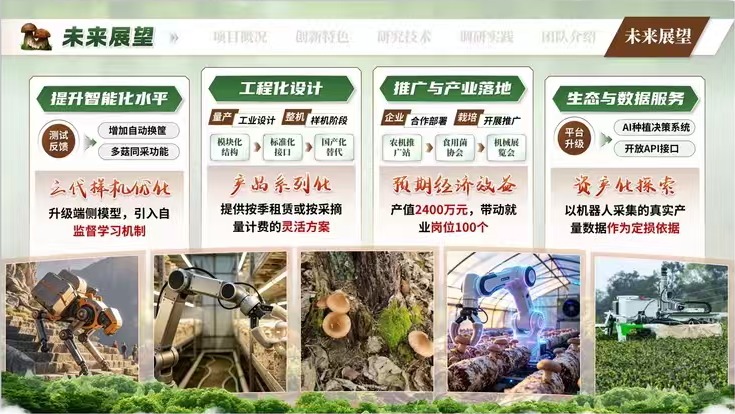 未来展望
项目概况 创新特色 研究技术 调研实践 团队介绍 未来展望
提升智能化水平
测试
反馈
增加自动换筐
多菇同采功能
三代样机优化
升级端侧模型，引入自
监督学习机制
工程化设计
量产 工业设计 整机 样机阶段
模块化
结构
标准化
接口
国产化
替代
产品系列化
提供按季租赁或按采摘
量计费的灵活方案
推广与产业落地
企业 合作部署 栽培 开展推广
农机推
广站
食用菌
协会
机械展
览会
预期经济效益
产值2400万元，带动就
业岗位100个
生态与数据服务
平台
升级
AI种植决策系统
开放API接口
资产化探索
以机器人采集的真实产
量数据作为定损依据